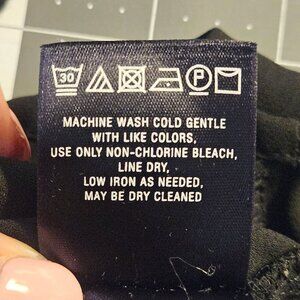 30
P
MACHINE WASH COLD GENTLE
WITH LIKE COLORS,
USE ONLY NON-CHLORINE BLEACH,
LINE DRY,
LOW IRON AS NEEDED,
MAY BE DRY CLEANED